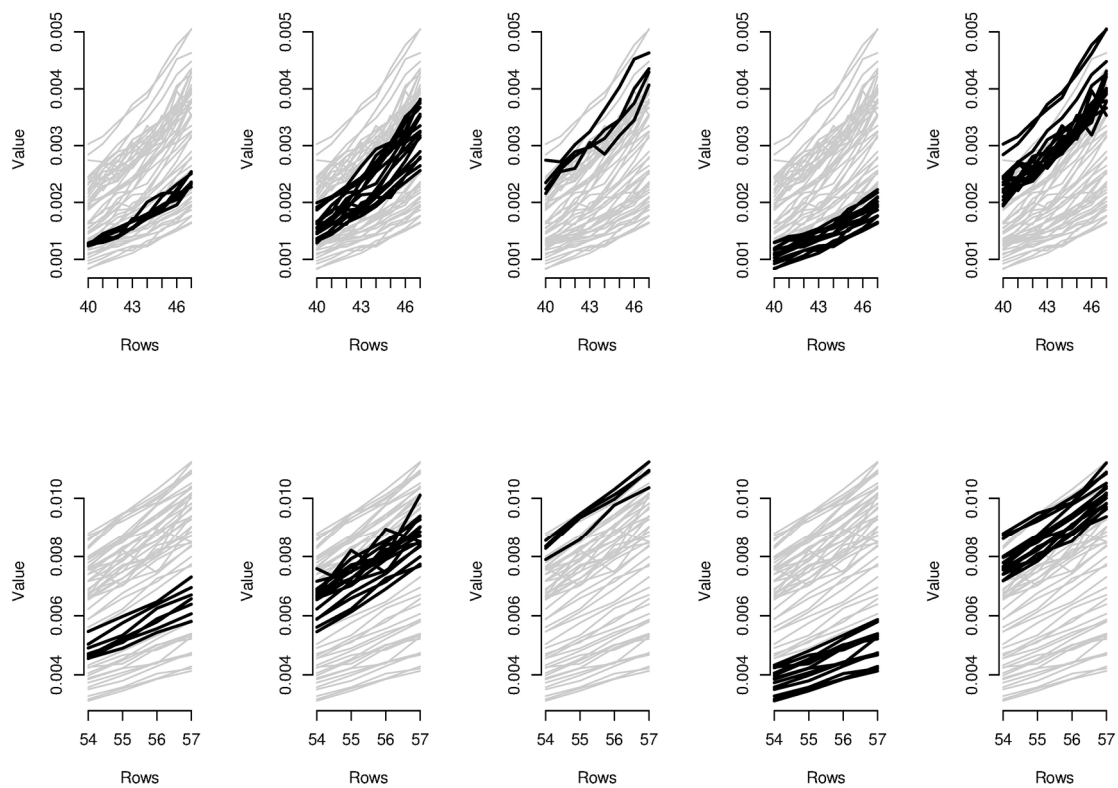 0.005 0.005 0.005 0.005 0.005
0.004 0.004 0.004 0.004 0.004
0.003 0.003 0.003 0.003 0.003
Value Value Value Value Value
0.002 0.002 0.002 0.002 0.002
0.001 0.001 0.001 0.001 0.001
40 43 46 40 43 46 40 43 46 40 43 46 40 43 46
Rows Rows Rows Rows Rows
0.010 0.010 0.010 0.010 0.010
0.008 0.008 0.008 0.008 0.008
Value Value Value Value Value
0.006 0.006 0.006 0.006 0.006
0.004 0.004 0.004 0.004 0.004
54 55 56 57 54 55 56 57 54 55 56 57 54 55 56 57 54 55 56 57
Rows Rows Rows Rows Rows